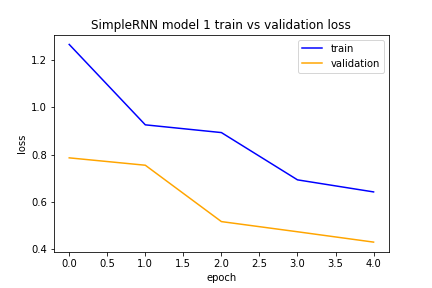 SimpleRNN model 1 train vs validation loss
train
validation
1.2
1.0
0.8
0.6
0.4
loss
0.0 0.5 1.0 1.5 2.0 2.5 3.0 3.5 4.0
epoch